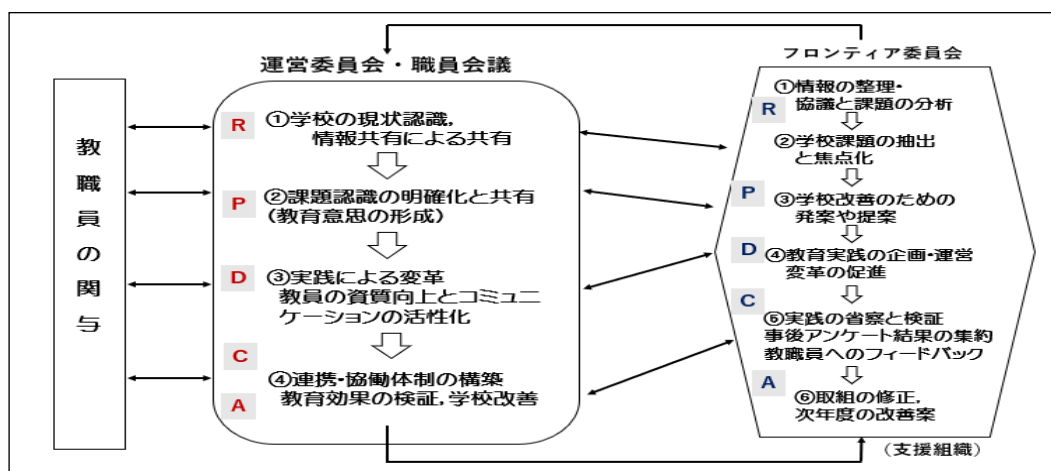 教職員の関与
運営委員会・職員会議
R
①学校の現状認識,
情報共有による共有
P
②課題認識の明確化と共有
(教育意思の形成)
D
③実践による変革
教員の資質向上とコミュニ
ケーションの活性化
C
④連携・協働体制の構築
A
教育効果の検証,学校改善
フロンティア委員会
①情報の整理・
協議と課題の分析
R
②学校課題の抽出
と焦点化
P
③学校改善のための
発案や提案
D
④教育実践の企画・運営
変革の促進
C
⑤実践の省察と検証
事後アンケート結果の集約
教職員へのフィードバック
A
⑥取組の修正,
次年度の改善案
(支援組織)